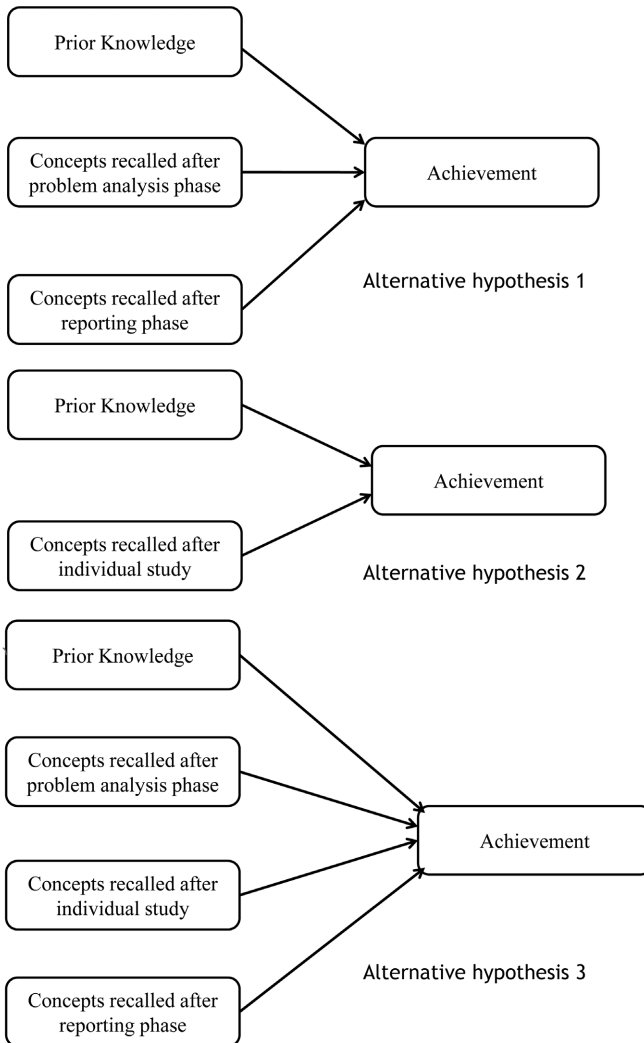 Prior Knowledge
Concepts recalled after
problem analysis phase
Achievement
Concepts recalled after
reporting phase
Alternative hypothesis 1
Prior Knowledge
Achievement
Concepts recalled after
individual study
Alternative hypothesis 2
Prior Knowledge
Concepts recalled after
problem analysis phase
Achievement
Concepts recalled after
individual study
Alternative hypothesis 3
Concepts recalled after
reporting phase